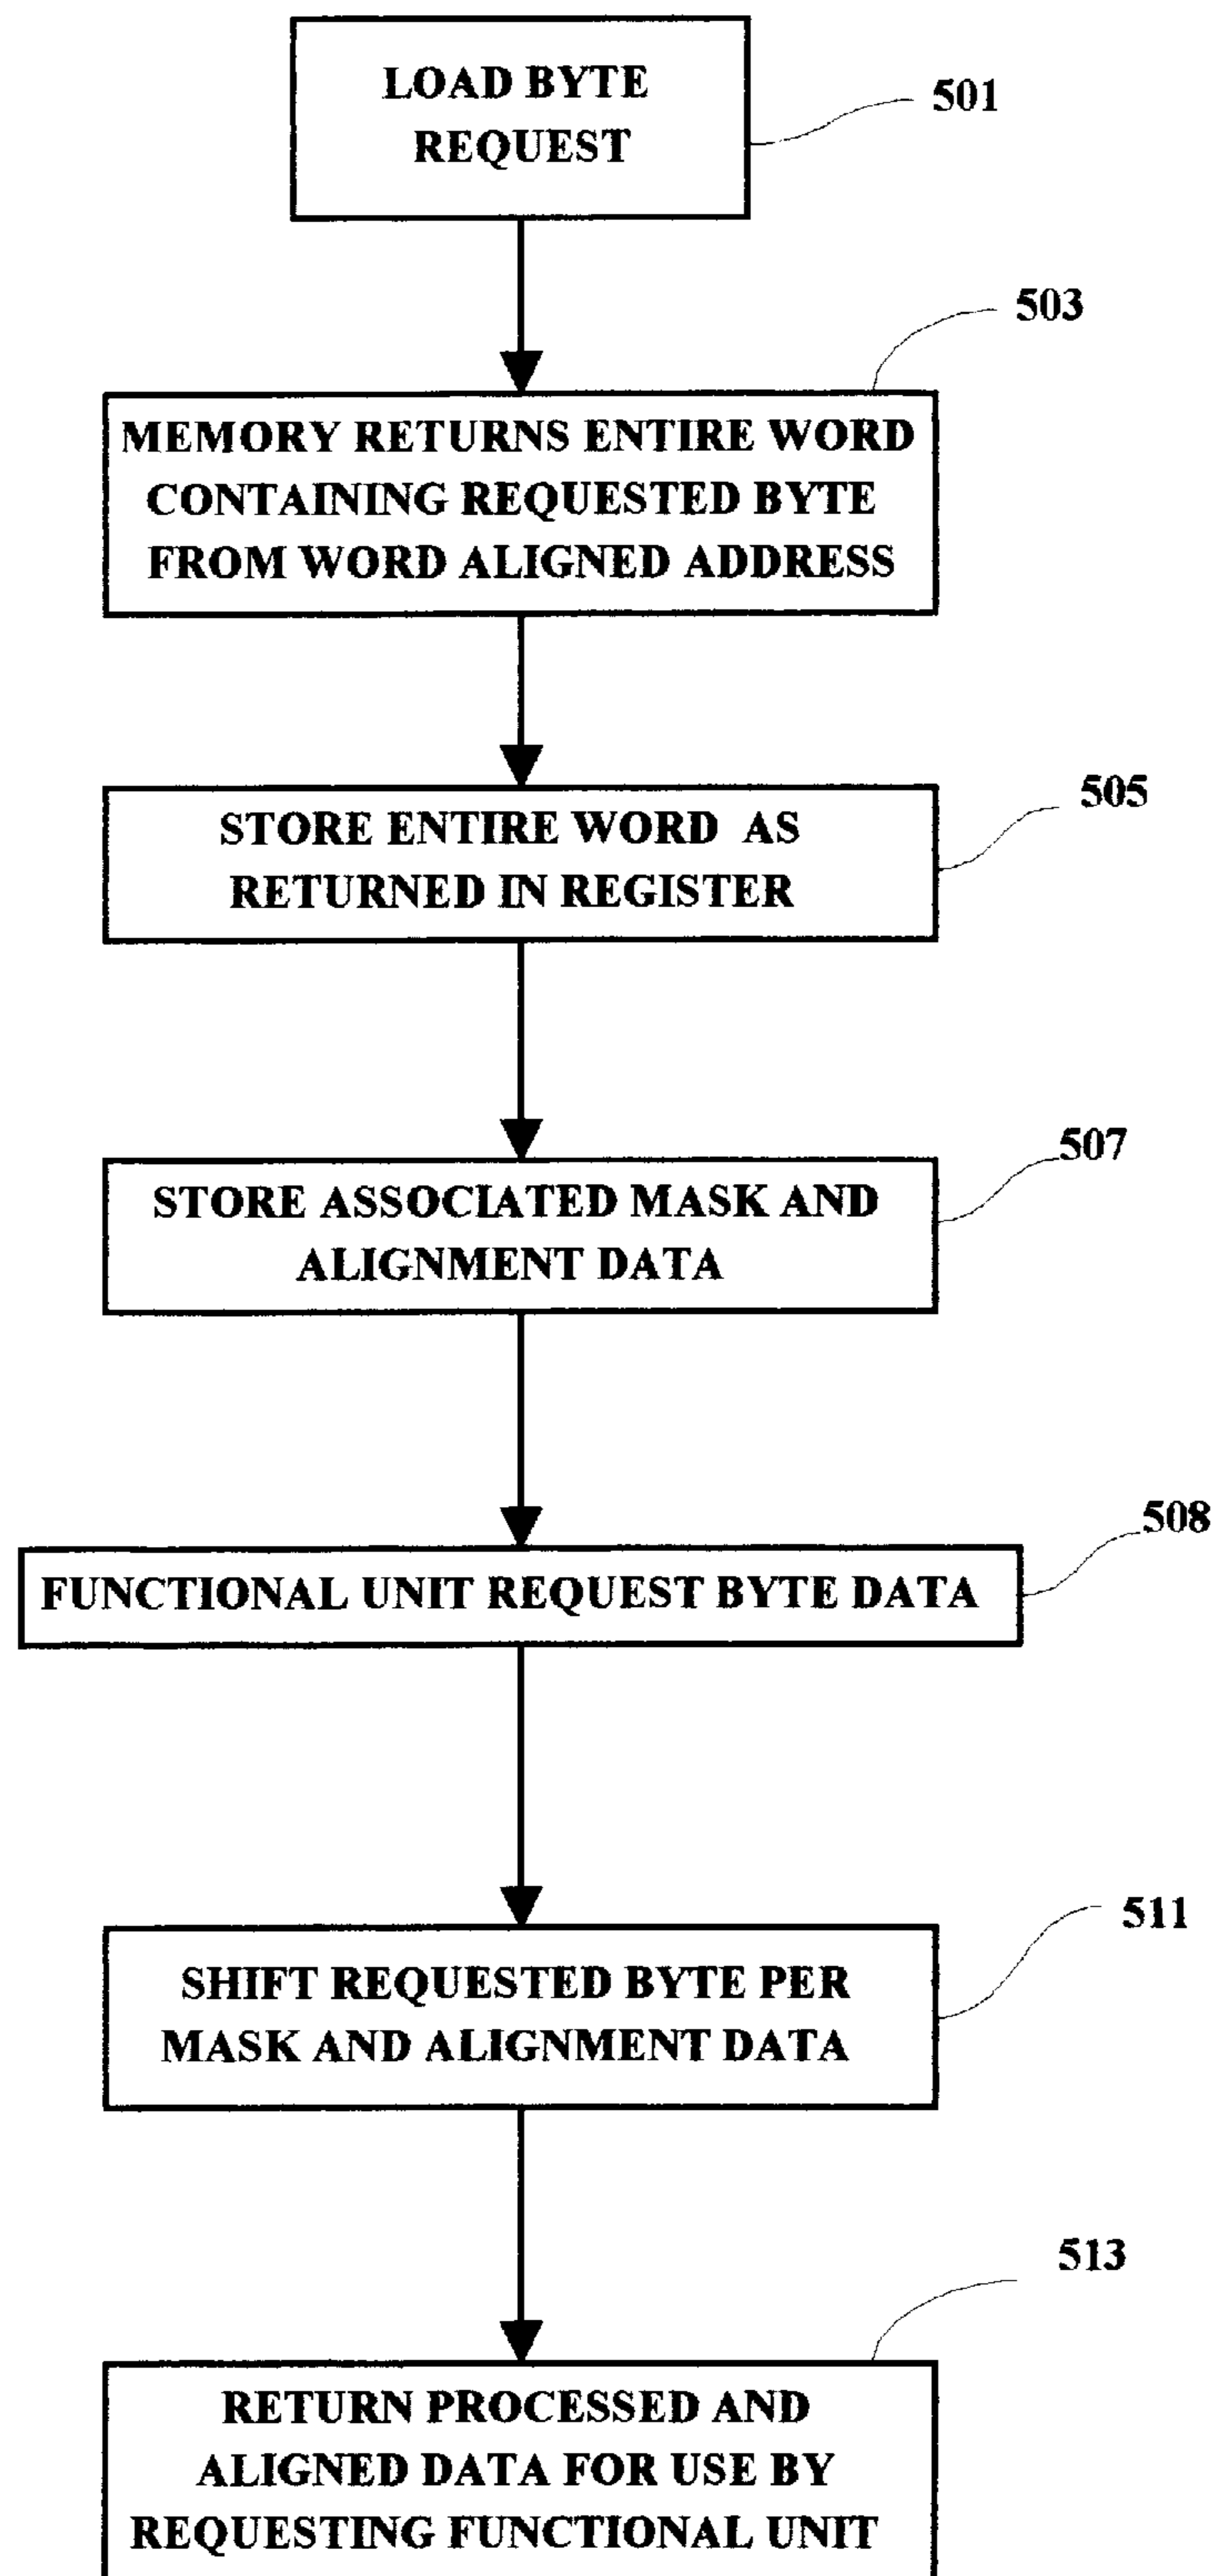 LOAD BYTE
REQUEST
501
503
MEMORY RETURNS ENTIRE WORD
CONTAINING REQUESTED BYTE
FROM WORD ALIGNED ADDRESS
505
STORE ENTIRE WORD AS
RETURNED IN REGISTER
507
STORE ASSOCIATED MASK AND
ALIGNMENT DATA
508
FUNCTIONAL UNIT REQUEST BYTE DATA
511
SHIFT REQUESTED BYTE PER
MASK AND ALIGNMENT DATA
513
RETURN PROCESSED AND
ALIGNED DATA FOR USE BY
REQUESTING FUNCTIONAL UNIT